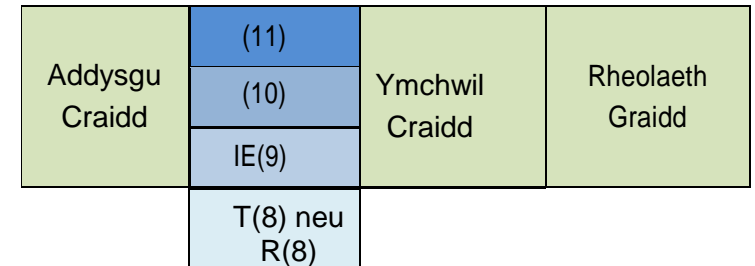 Addysgu
Craidd
(11)
(10)
IE(9)
T(8) neu
R(8)
Ymchwil
Craidd
Rheolaeth
Graidd